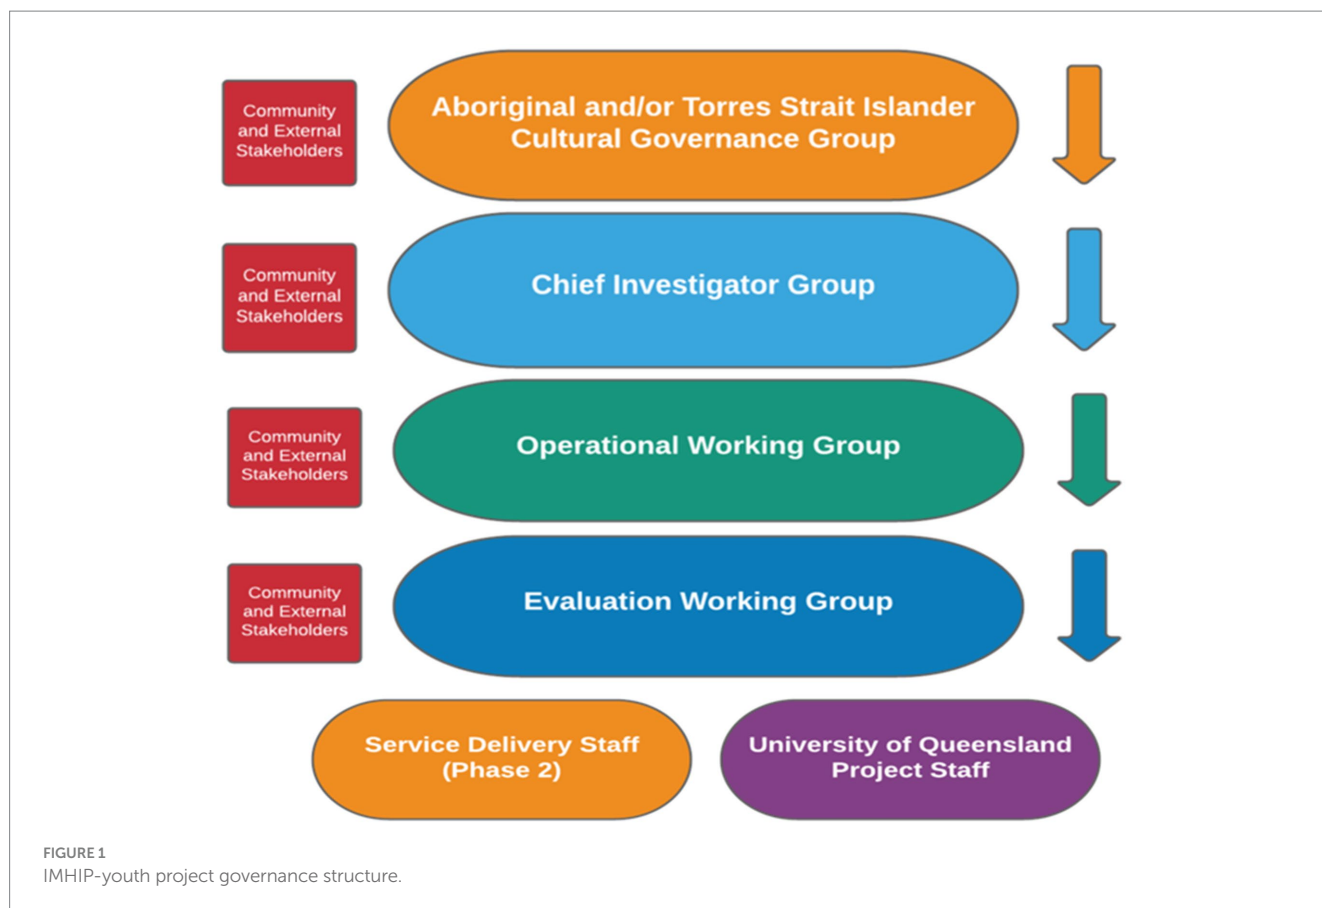 Community
and External
Stakeholders
Aboriginal and/or Torres Strait Islander
Cultural Governance Group
Community
and External
Stakeholders
Chief Investigator Group
Community
and External
Stakeholders
Operational Working Group
Community
and External
Stakeholders
Evaluation Working Group
Service Delivery Staff
(Phase 2)
University of Queensland
Project Staff
FIGURE 1
IMHIP-youth project governance structure.